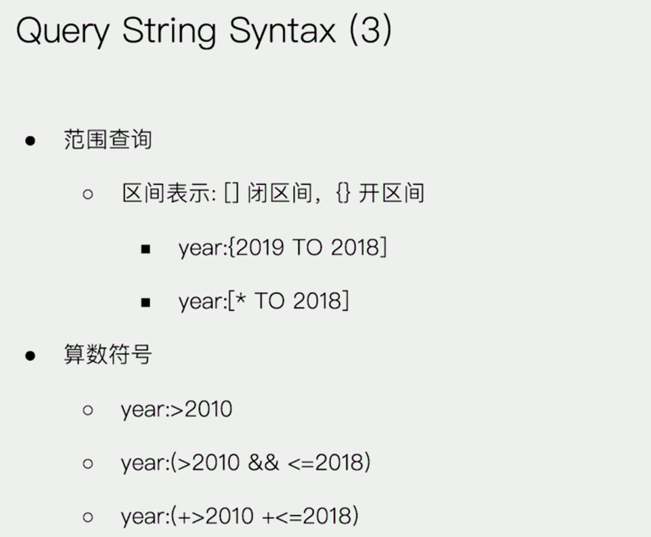 Query String Syntax (3)
● 范围查询
○ 区间表示: [] 闭区间，{} 开区间
■ year:{2019 TO 2018]
■ year:[* TO 2018]
● 算数符号
○ year:>2010
○ year:(>2010 && <=2018)
○ year:(+>2010 +<=2018)